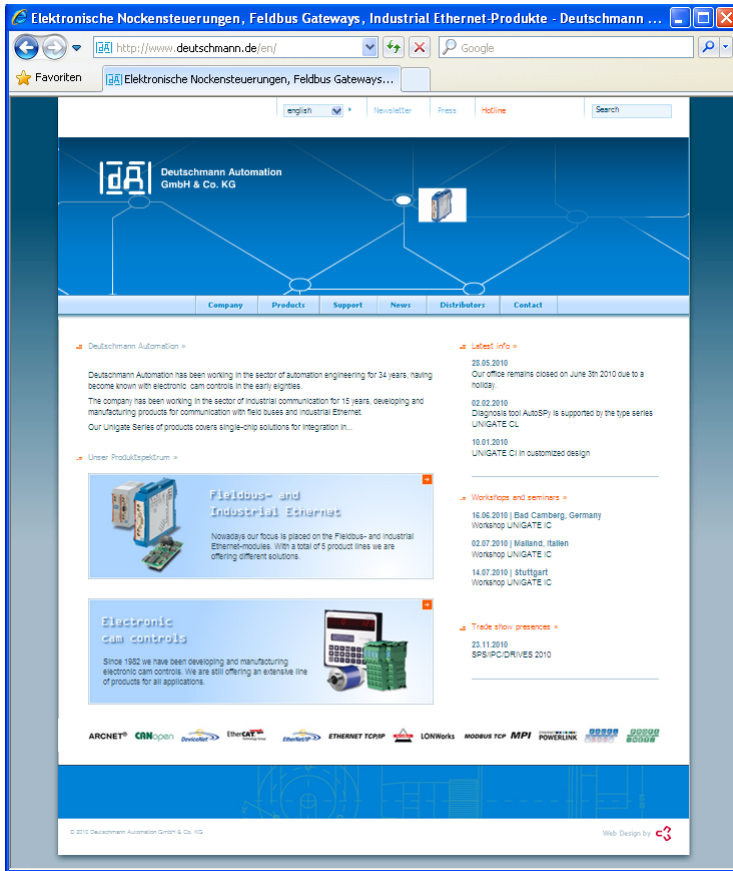 Elektronische Nockensteuerungen, Feldbus Gateways, Industrial Ethernet-Produkte - Deutschmann ...
http://www.deutschmann.de/en/
Google
Favoriten
Elektronische Nockensteuerungen, Feldbus Gateways...
english
Newsletter
Press
Hotline
Search
dA
Deutschmann Automation
GmbH & Co. KG
Company
Products
Support
News
Distributors
Contact
Deutschmann Automation »
Deutschmann Automation has been working in the sector of automation engineering for 34 years, having
become known with electronic cam controls in the early eighties.
The company has been working in the sector of industrial communication for 15 years, developing and
manufacturing products for communication with field buses and industrial Ethernet.
Our Unigate Series of products covers single-chip solutions for integration in...
Unser Produktspektrum »
Fieldbus- and
Industrial Ethernet
Nowadays our focus is placed on the Fieldbus- and Industrial
Ethernet-modules. With a total of 5 product lines we are
offering different solutions.
Electronic
cam controls
Since 1982 we have been developing and manufacturing
electronic cam controls. We are still offering an extensive line
of products for all applications.
Latest info »
28.05.2010
Our office remains closed on June 3th 2010 due to a
holiday.
02.02.2010
Diagnosis tool AutoSPy is supported by the type series
UNIGATE CL
10.01.2010
UNIGATE CI in customized design
Workshops and seminars »
16.06.2010 | Bad Camberg, Germany
Workshop UNIGATE IC
02.07.2010 | Mailand, Italien
Workshop UNIGATE IC
14.07.2010 | Stuttgart
Workshop UNIGATE IC
Trade show presences »
23.11.2010
SPS/IPC/DRIVES 2010
ARCNET® CANopen DeviceNet EtherCAT EtherNet/IP ETHERNET TCP/IP LONWorks MODBUS TCP MPI POWERLINK
© 2010 Deutschmann Automation GmbH & Co. KG
Web Design by c3